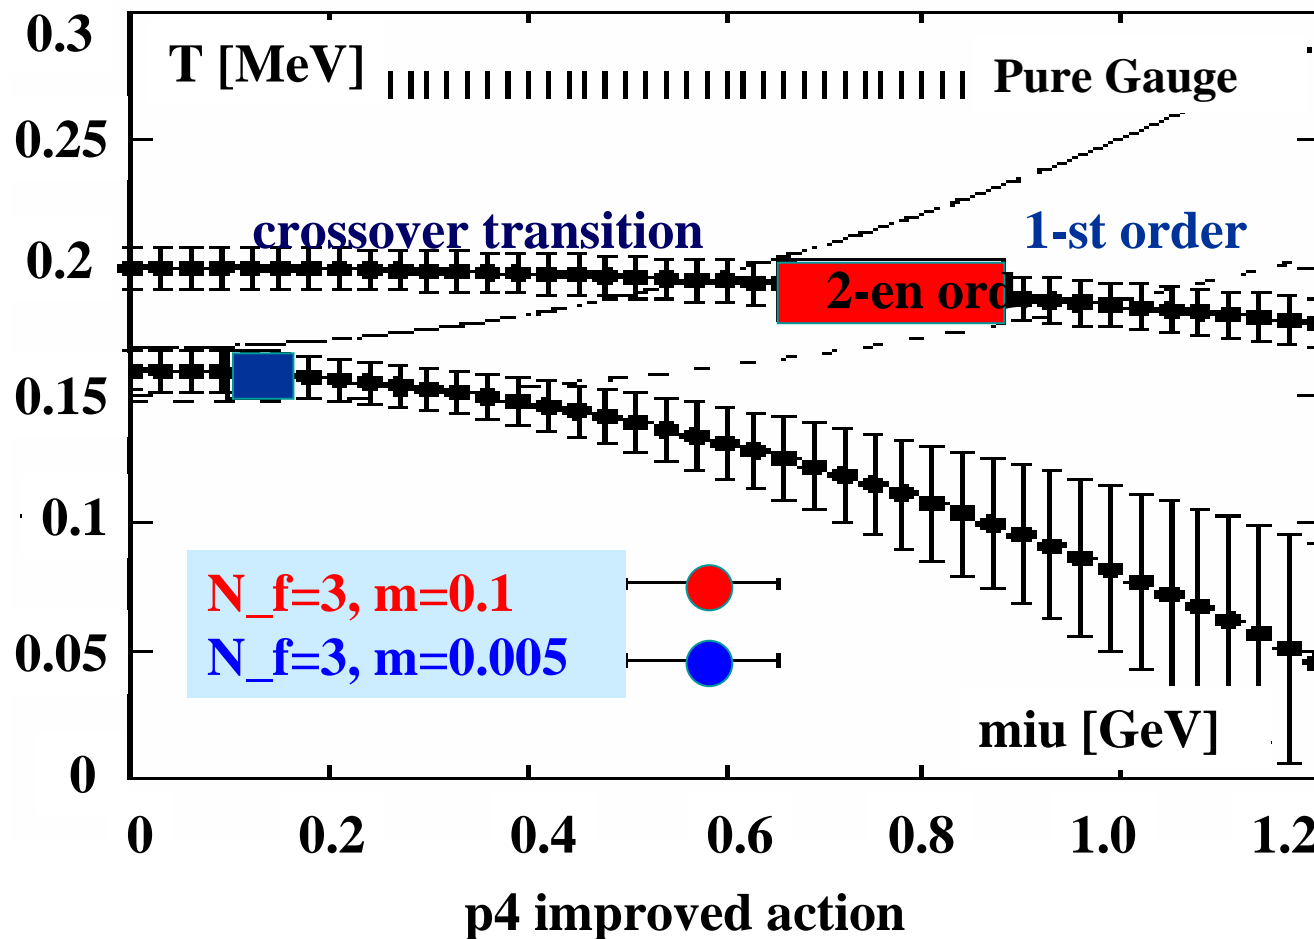 0.3
T [MeV]
Pure Gauge
0.25
crossover transition
1-st order
0.2
2-en ord
0.15
0.1
N_f=3, m=0.1
N_f=3, m=0.005
0.05
miu [GeV]
0
0 0.2 0.4 0.6 0.8 1.0 1.2
p4 improved action